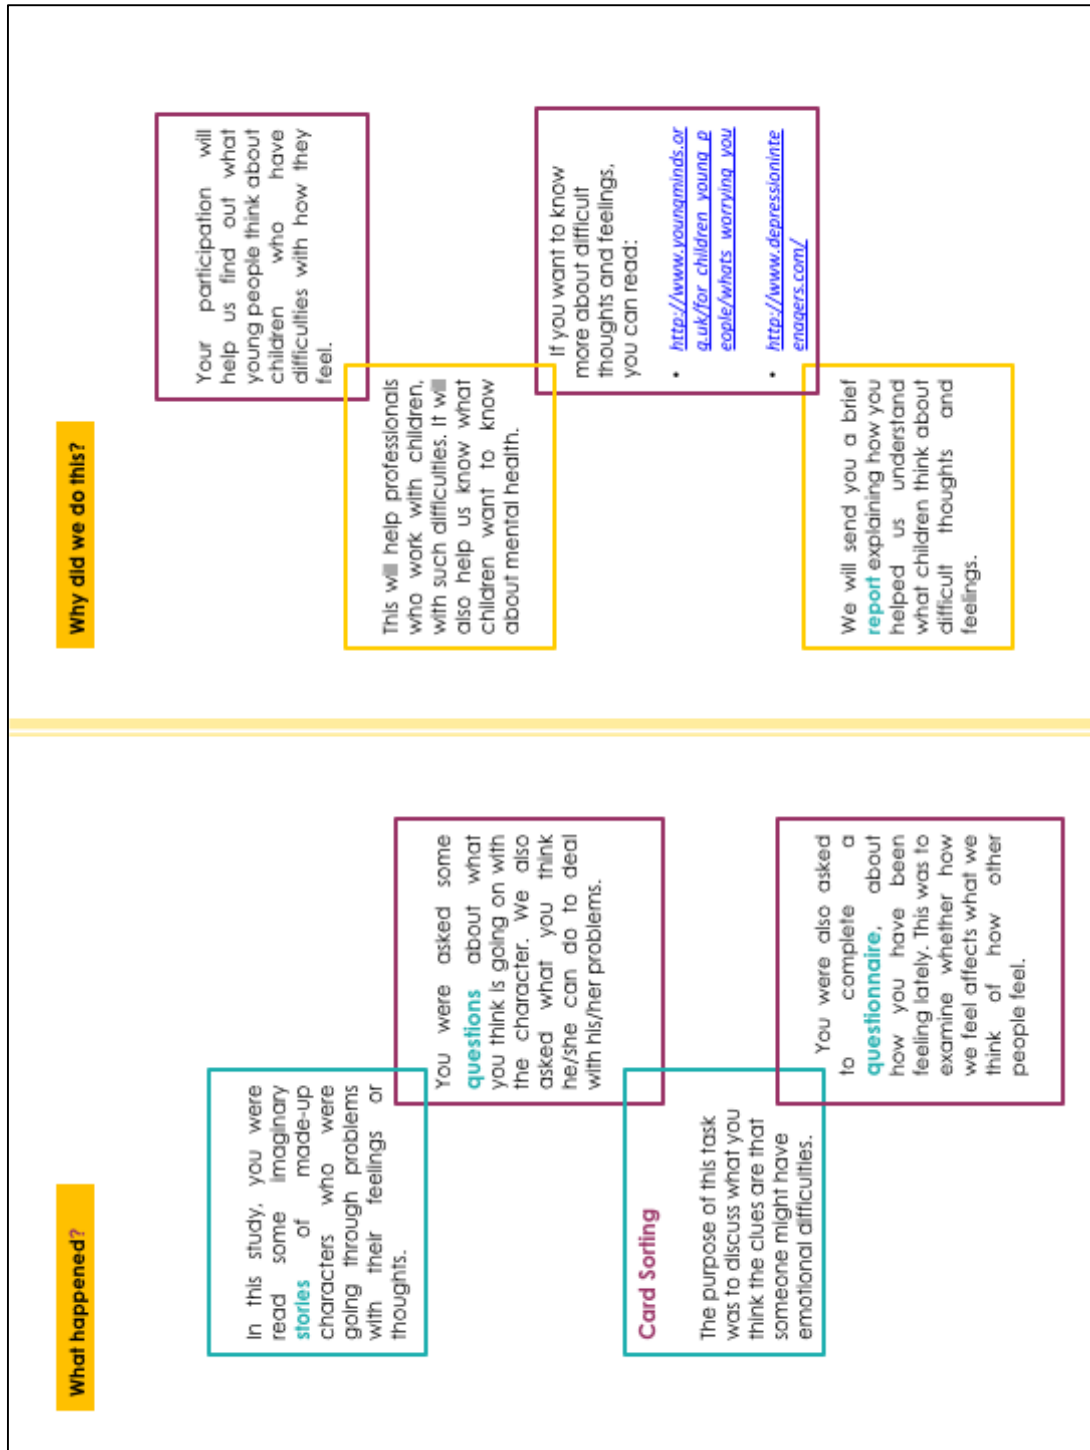 What happened?
In this study, you were
read some imaginary
stories of made-up
characters who were
going through problems
with their feelings or
thoughts.
You were asked some
questions about what
you think is going on with
the character. We also
asked what you think
he/she can do to deal
with his/her problems.
Card Sorting
The purpose of this task
was to discuss what you
think the clues are that
someone might have
emotional difficulties.
You were also asked
to complete a
questionnaire, about
how you have been
feeling lately. This was to
examine whether how
we feel affects what we
think of how other
people feel.
Why did we do this?
Your participation will
help us find out what
young people think about
children who have
difficulties with how they
feel.
This will help professionals
who work with children,
with such difficulties. It will
also help us know what
children want to know
about mental health.
If you want to know
more about difficult
thoughts and feelings,
you can read:
• http://www.youngminds.or
g.uk/for_children_young_p
eople/whats_worrying_you
• http://www.depressioninte
enagers.com/
We will send you a brief
report explaining how you
helped us understand
what children think about
difficult thoughts and
feelings.